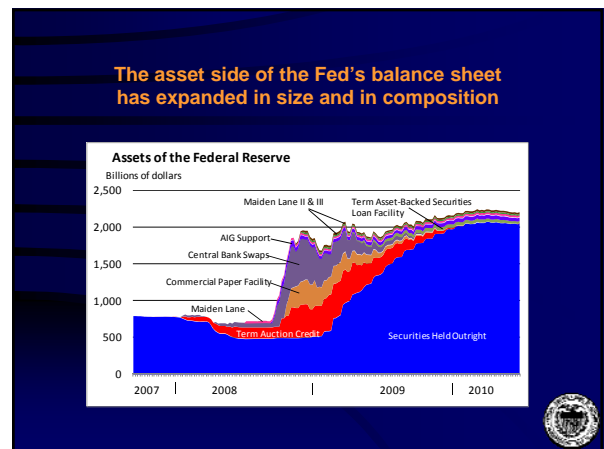 The asset side of the Fed's balance sheet
has expanded in size and in composition
Assets of the Federal Reserve
Billions of dollars
2,500
2,000
1,500
1,000
500
0
Maiden Lane II & III
Term Asset-Backed Securities
Loan Facility
AIG Support
Central Bank Swaps
Commercial Paper Facility
Maiden Lane
Term Auction Credit
Securities Held Outright
2007
2008
2009
2010